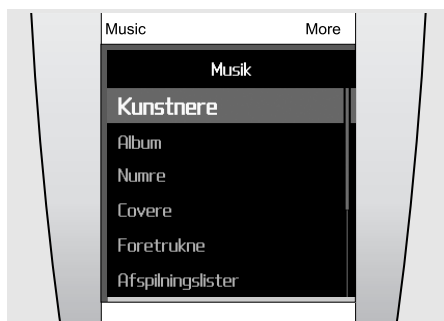 Music More
Musik
Kunstnere
Album
Numre
Covere
Foretrukne
Afspilningslister